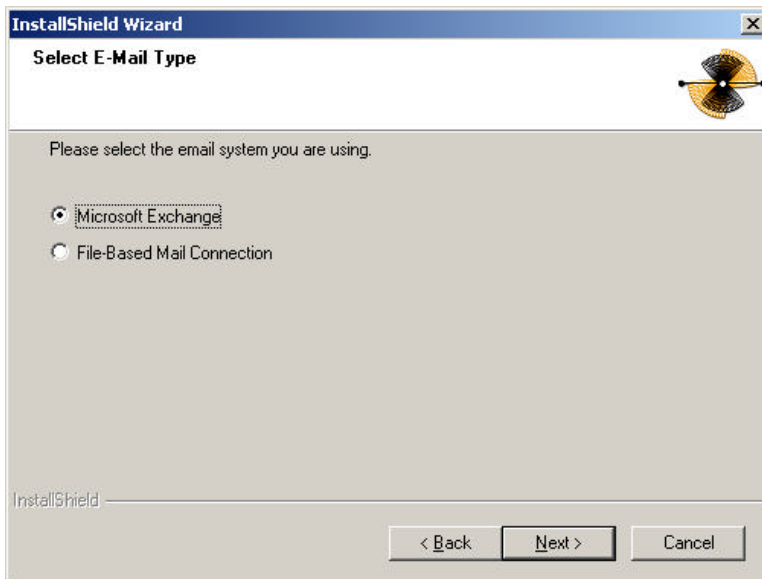 InstallShield Wizard
Select E-Mail Type
Please select the email system you are using.
Microsoft Exchange
File-Based Mail Connection
InstallShield
< Back
Next >
Cancel